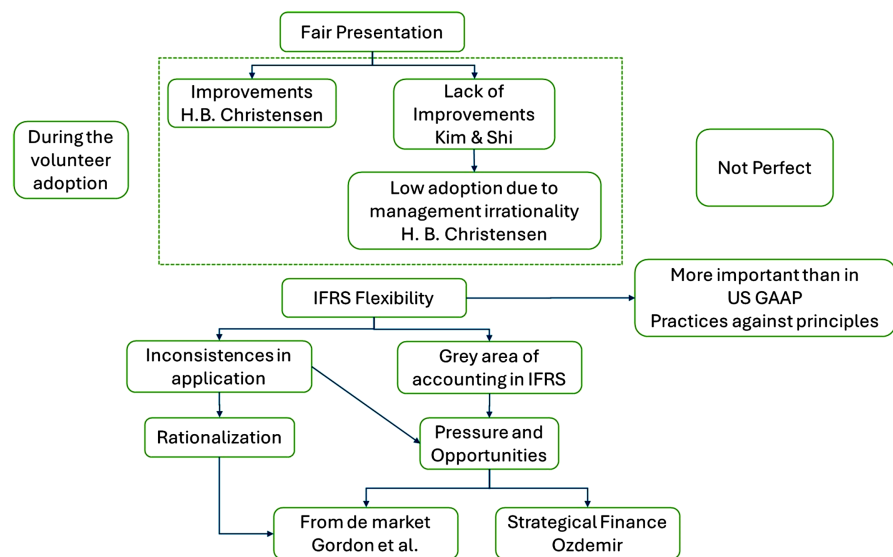 Fair Presentation
Improvements
H.B. Christensen
Lack of
Improvements
Kim & Shi
During the
volunteer
adoption
Not Perfect
Low adoption due to
management irrationality
H. B. Christensen
IFRS Flexibility
More important than in
US GAAP
Practices against principles
Inconsistences in
application
Grey area of
accounting in IFRS
Rationalization
Pressure and
Opportunities
From de market
Gordon et al.
Strategical Finance
Ozdemir